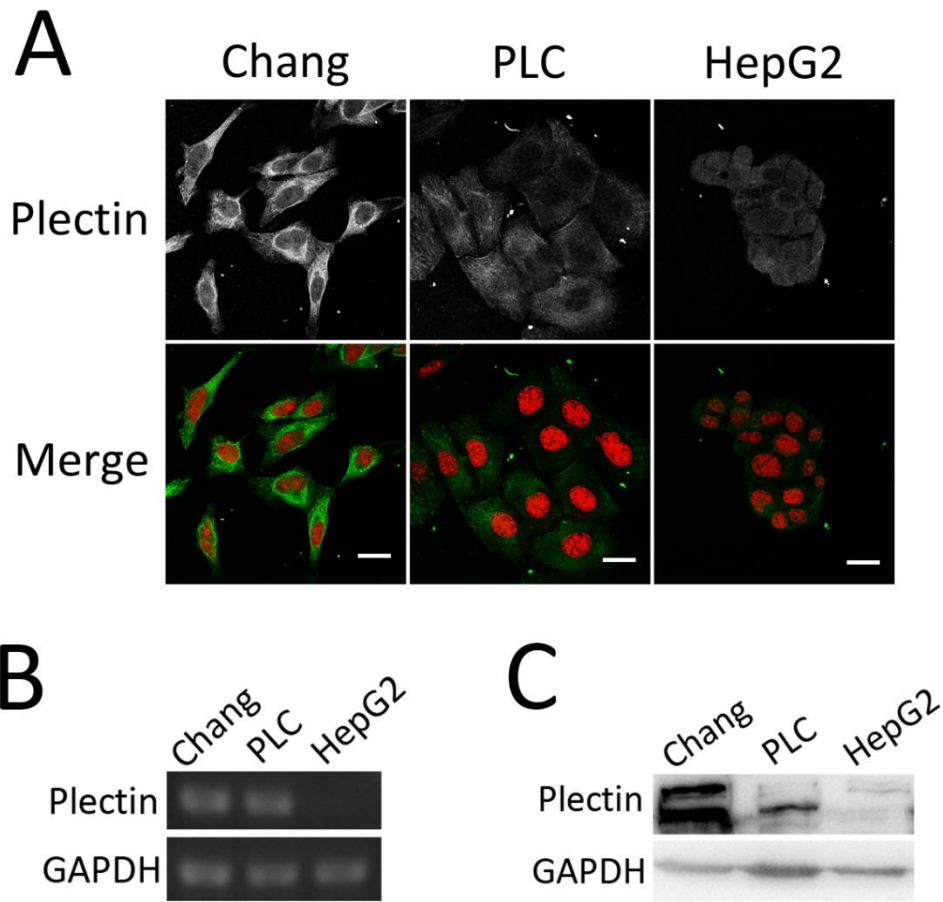 A
Chang PLC HepG2
Plectin
Merge
B
Chang PLC HepG2
Plectin
GAPDH
C
Chang PLC HepG2
Plectin
GAPDH